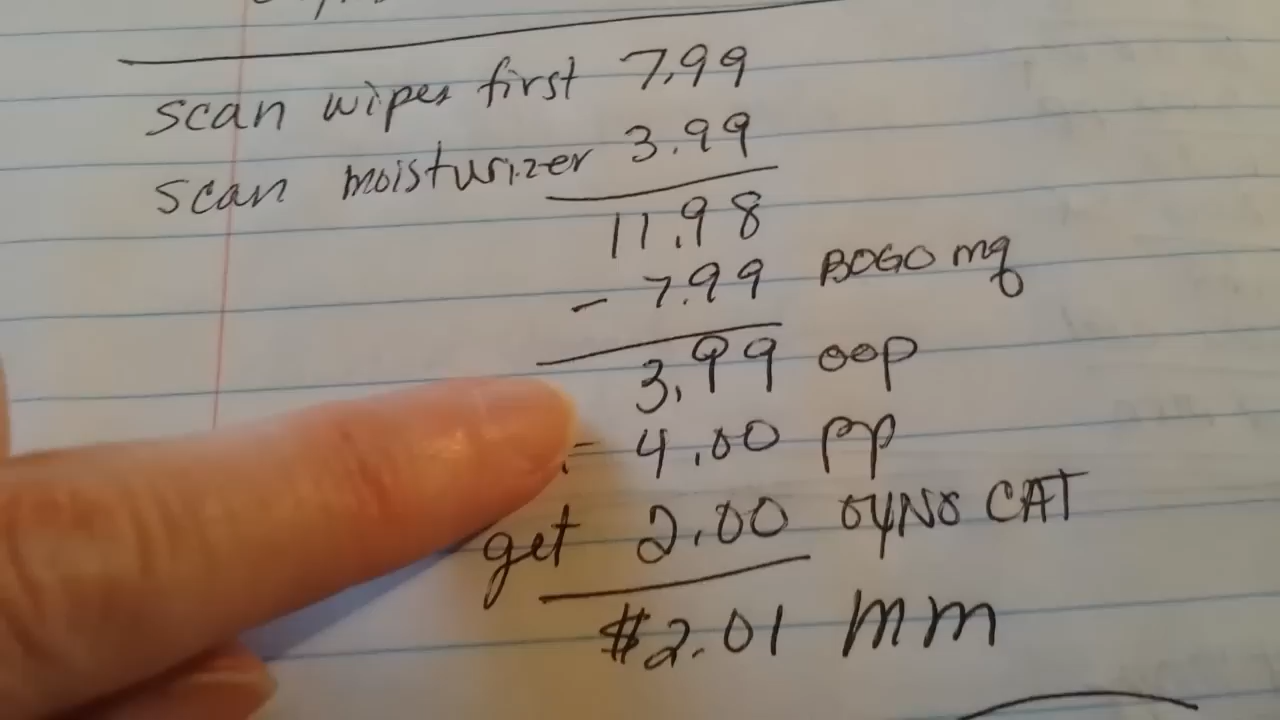 scan wipes first 7.99
scan moisturizer 3.99
11.98
- 7.99 BOGO mq
3.99 oop
- 4.00 pp
get 2.00 OYNO CAT
$2.01 mm